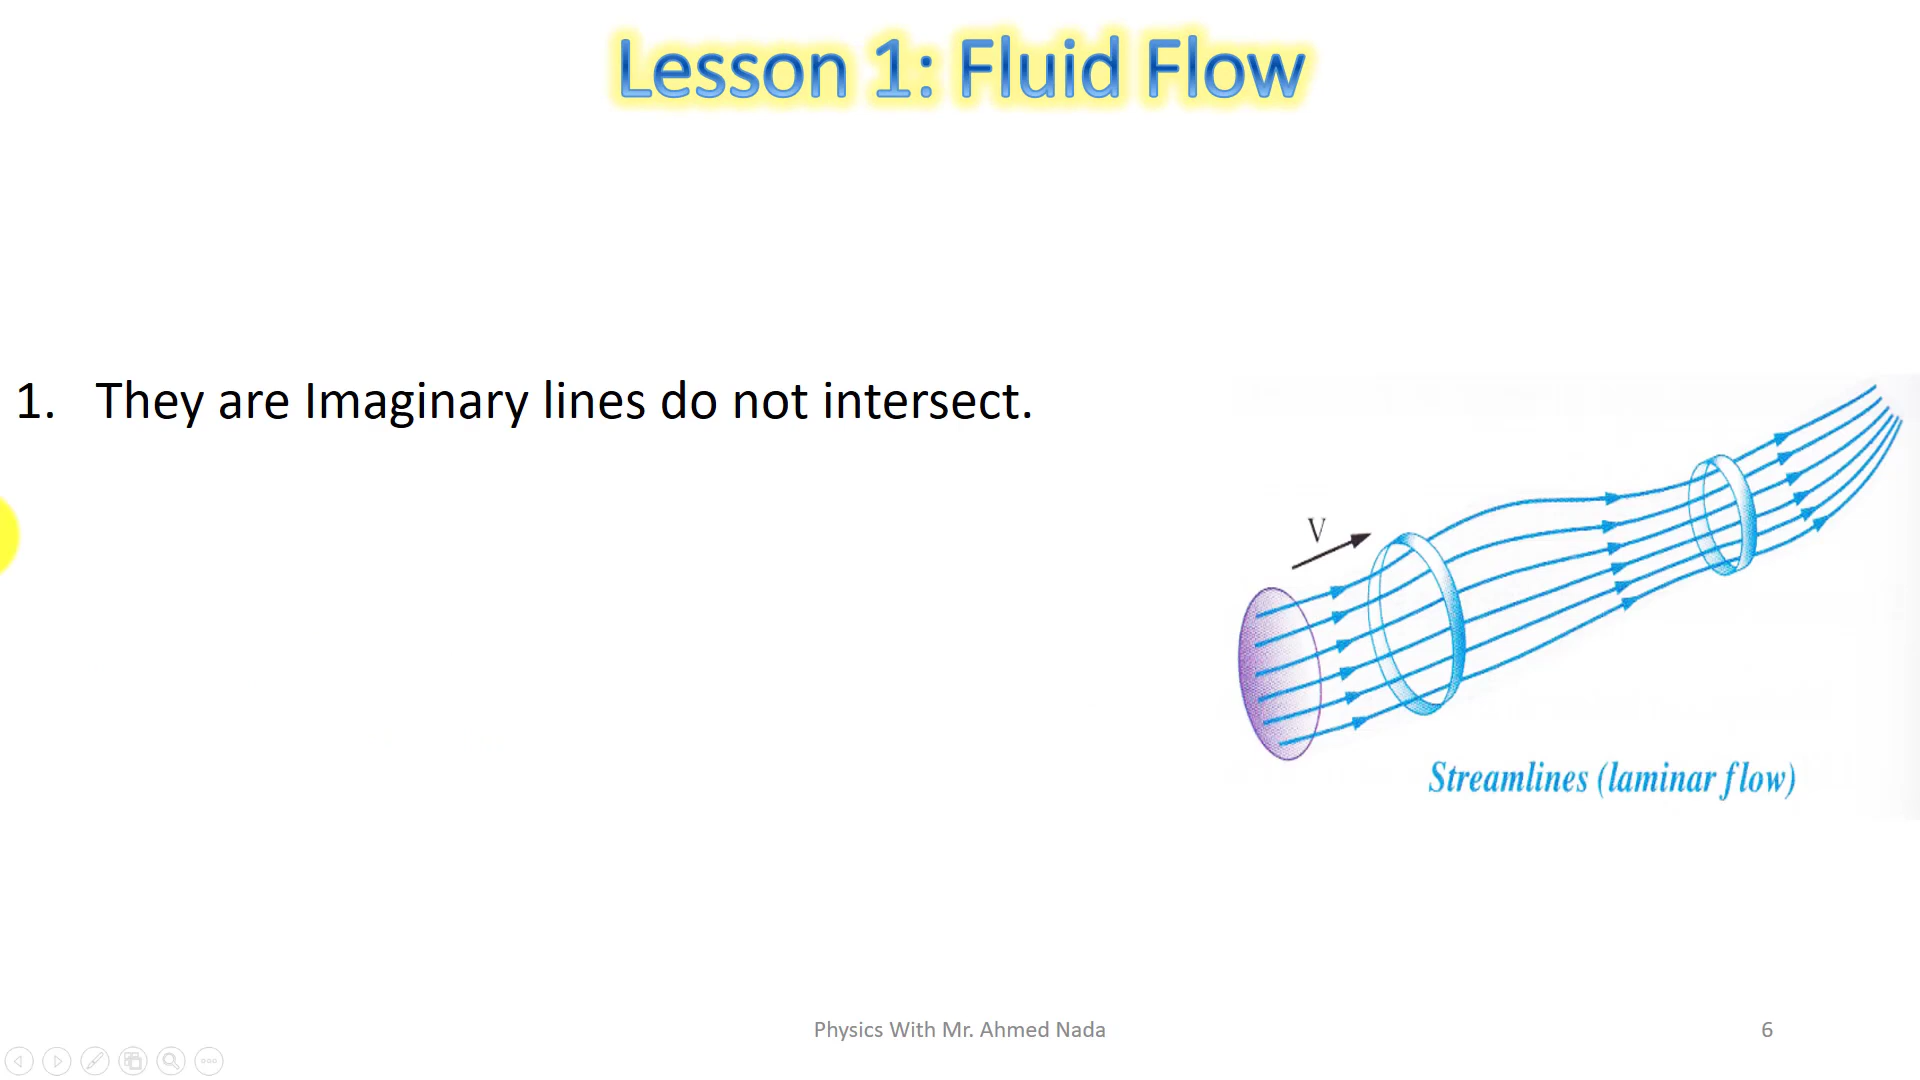 Lesson 1: Fluid Flow
1. They are Imaginary lines do not intersect.
V
Streamlines (laminar flow)
Physics With Mr. Ahmed Nada
6